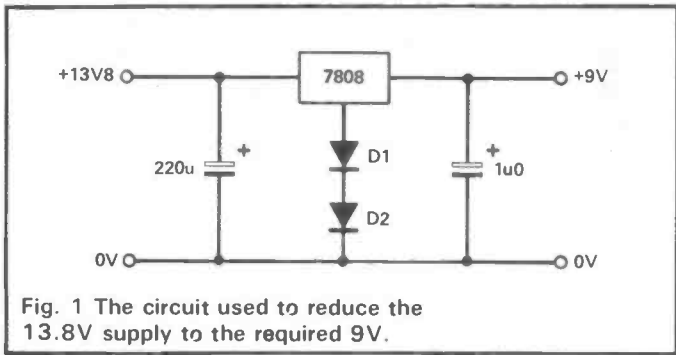 +13V8
7808
+9V
+
220u
D1
+
1u0
D2
0V
0V
Fig. 1 The circuit used to reduce the
13.8V supply to the required 9V.